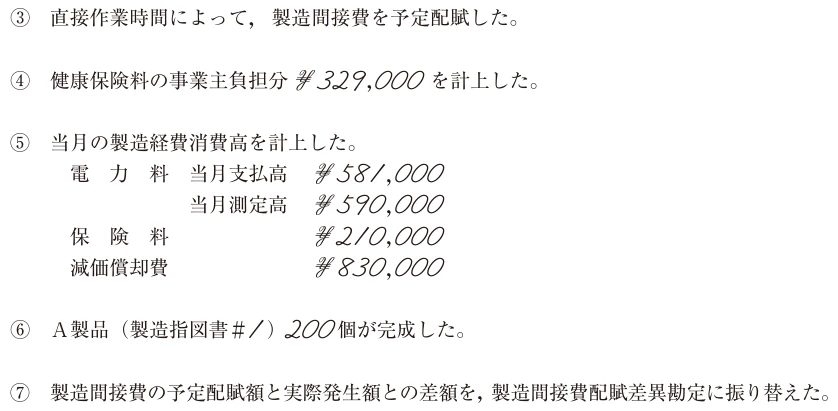 ③ 直接作業時間によって，製造間接費を予定配賦した。
④ 健康保険料の事業主負担分 ¥329,000 を計上した。
⑤ 当月の製造経費消費高を計上した。
電力料 当月支払高 ¥581,000
当月測定高 ¥590,000
保険料 ¥210,000
減価償却費 ¥830,000
⑥ A製品（製造指図書#1）200個が完成した。
⑦ 製造間接費の予定配賦額と実際発生額との差額を，製造間接費配賦差異勘定に振り替えた。